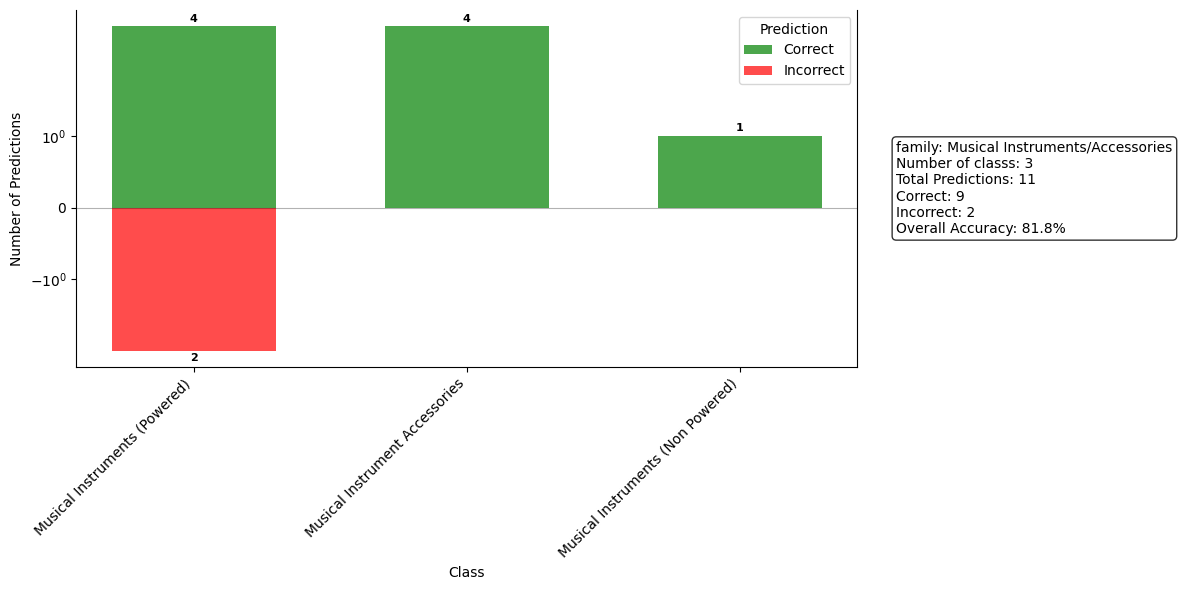 4
4
1
2
Prediction
Correct
Incorrect
Number of Predictions
10⁰
0
−10⁰
Musical Instruments (Powered)
Musical Instrument Accessories
Musical Instruments (Non Powered)
Class
family: Musical Instruments/Accessories
Number of classs: 3
Total Predictions: 11
Correct: 9
Incorrect: 2
Overall Accuracy: 81.8%